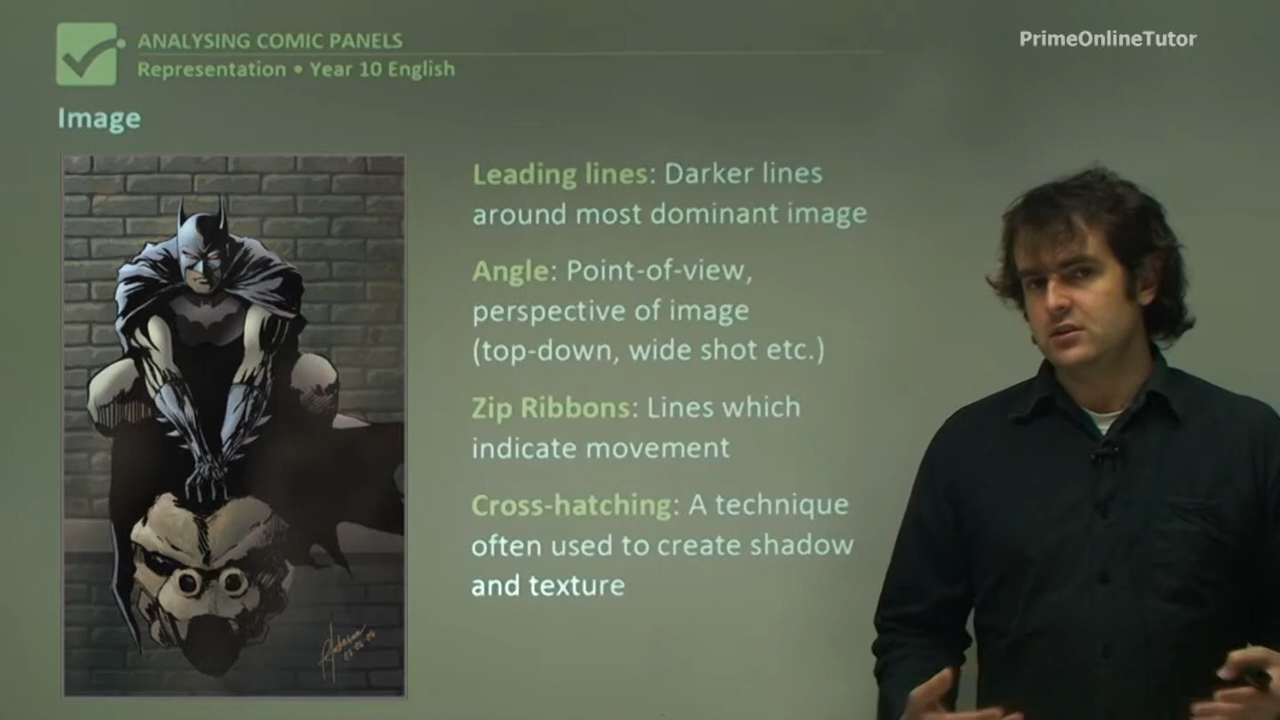 ANALYSING COMIC PANELS
Representation • Year 10 English
PrimeOnlineTutor
Image
Leading lines: Darker lines
around most dominant image
Angle: Point-of-view,
perspective of image
(top-down, wide shot etc.)
Zip Ribbons: Lines which
indicate movement
Cross-hatching: A technique
often used to create shadow
and texture